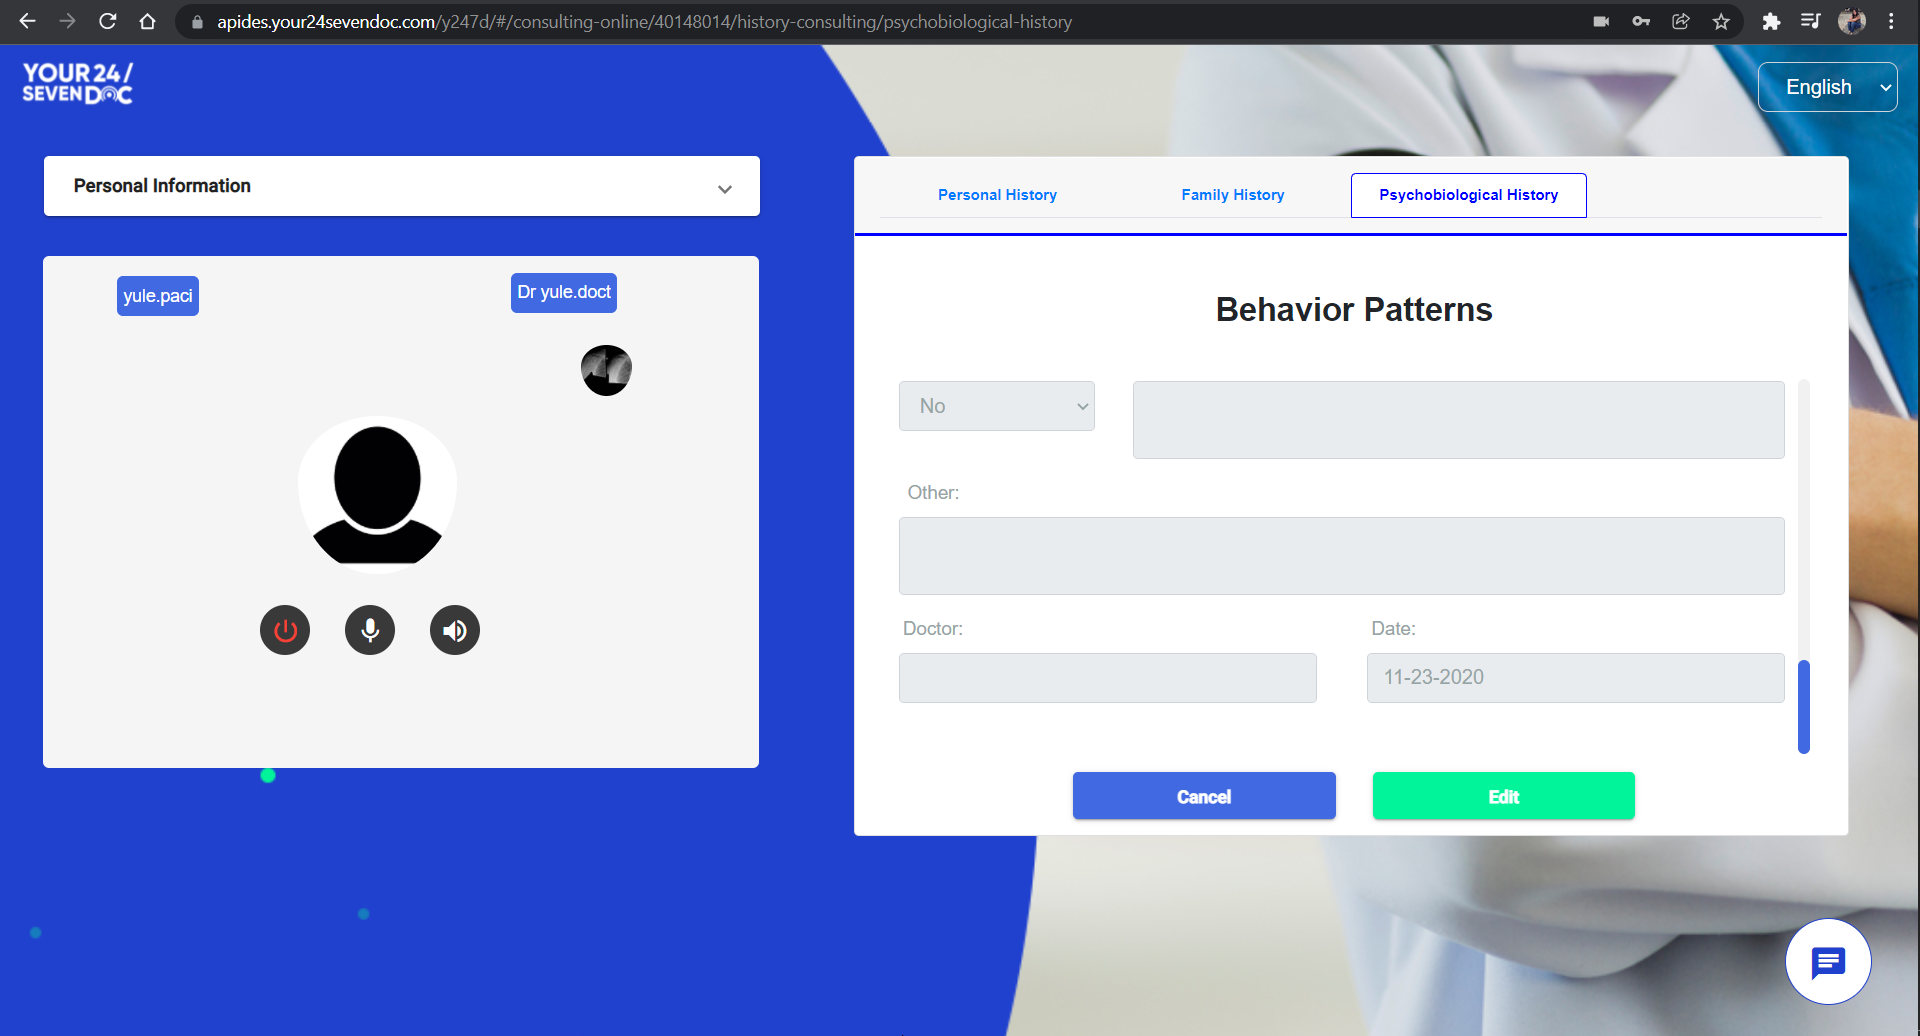 apides.your24sevendoc.com/y247d/#/consulting-online/40148014/history-consulting/psychobiological-history
YOUR 24/
SEVEN DOC
English
Personal Information
Personal History
Family History
Psychobiological History
yule.paci
Dr yule.doct
Behavior Patterns
No
Other:
Doctor:
Date:
11-23-2020
Cancel
Edit